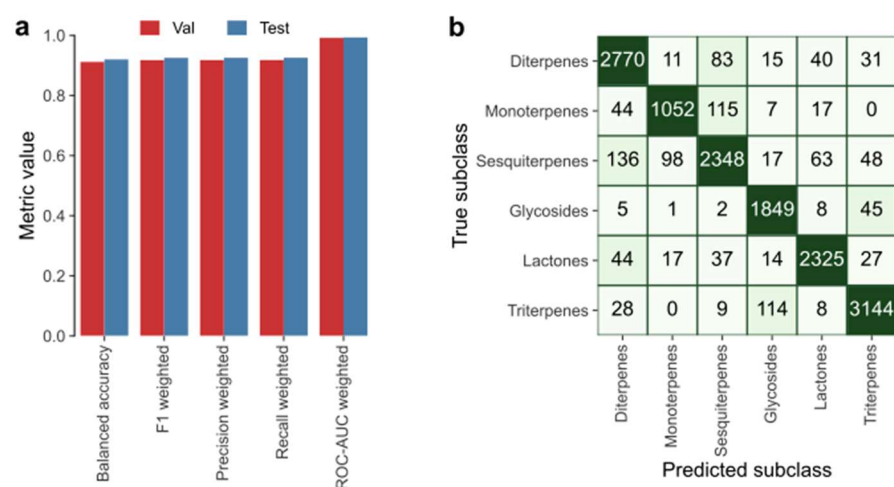 a
Val Test
Metric value
1.0
0.8
0.6
0.4
0.2
0.0
Balanced accuracy
F1 weighted
Precision weighted
Recall weighted
ROC-AUC weighted
b
True subclass
Diterpenes 2770 11 83 15 40 31
Monoterpenes 44 1052 115 7 17 0
Sesquiterpenes 136 98 2348 17 63 48
Glycosides 5 1 2 1849 8 45
Lactones 44 17 37 14 2325 27
Triterpenes 28 0 9 114 8 3144
Diterpenes
Monoterpenes
Sesquiterpenes
Glycosides
Lactones
Triterpenes
Predicted subclass